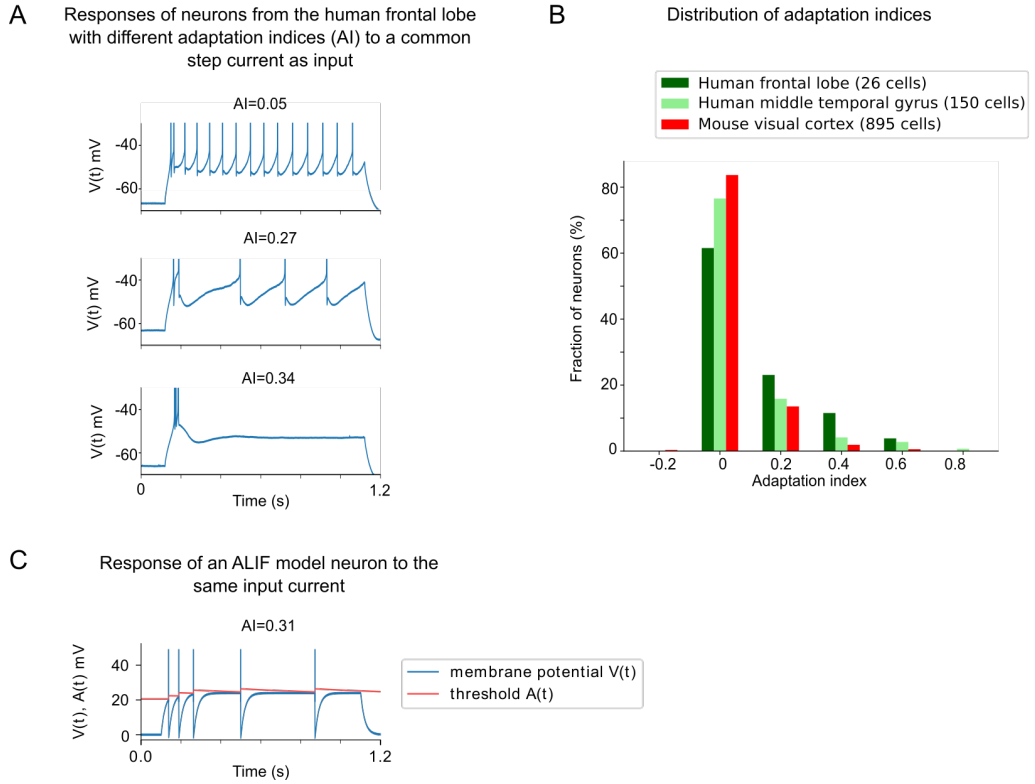 A
Responses of neurons from the human frontal lobe
with different adaptation indices (AI) to a common
step current as input
AI=0.05
-40
-60
V(t) mV
AI=0.27
-40
-60
V(t) mV
AI=0.34
-40
-60
V(t) mV
0
1.2
Time (s)
B
Distribution of adaptation indices
Human frontal lobe (26 cells)
Human middle temporal gyrus (150 cells)
Mouse visual cortex (895 cells)
80
60
40
20
0
Fraction of neurons (%)
-0.2
0
0.2
0.4
0.6
0.8
Adaptation index
C
Response of an ALIF model neuron to the
same input current
AI=0.31
40
20
0
V(t), A(t) mV
0.0
1.2
Time (s)
membrane potential V(t)
threshold A(t)